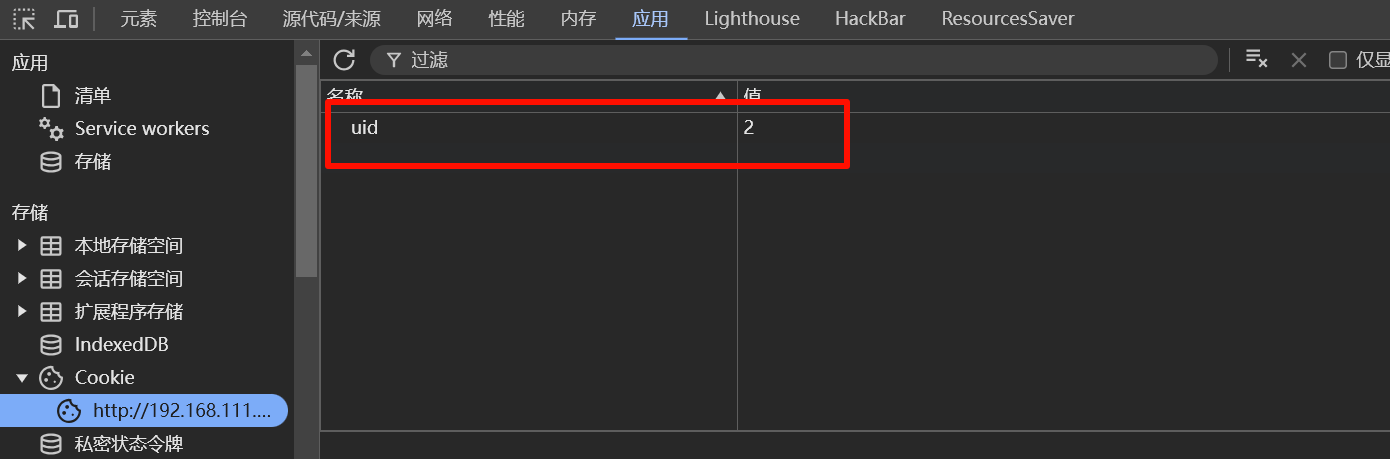 元素 控制台 源代码/来源 网络 性能 内存 应用 Lighthouse HackBar ResourcesSaver
应用
清单
Service workers
存储
存储
本地存储空间
会话存储空间
扩展程序存储
IndexedDB
Cookie
http://192.168.111....
私密状态令牌
过滤 仅显
名称 值
uid 2